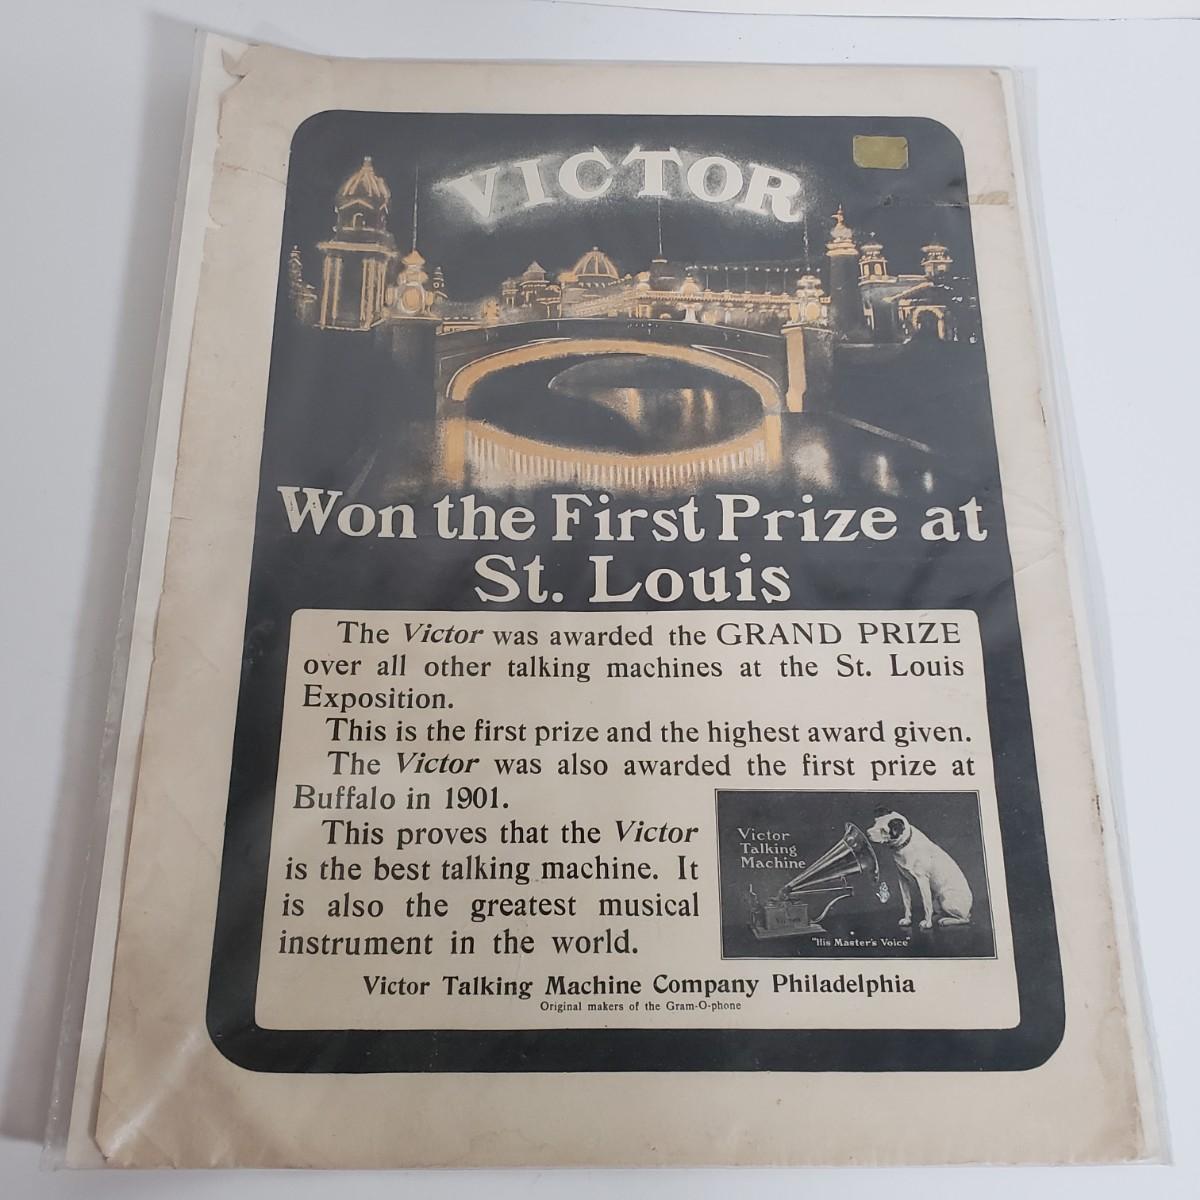 VICTOR
Won the First Prize at
St. Louis
The Victor was awarded the GRAND PRIZE
over all other talking machines at the St. Louis
Exposition.
This is the first prize and the highest award given.
The Victor was also awarded the first prize at
Buffalo in 1901.
This proves that the Victor
is the best talking machine. It
is also the greatest musical
instrument in the world.
Victor
Talking
Machine
VICTOR
"His Master's Voice"
Victor Talking Machine Company Philadelphia
Original makers of the Gram-O-phone